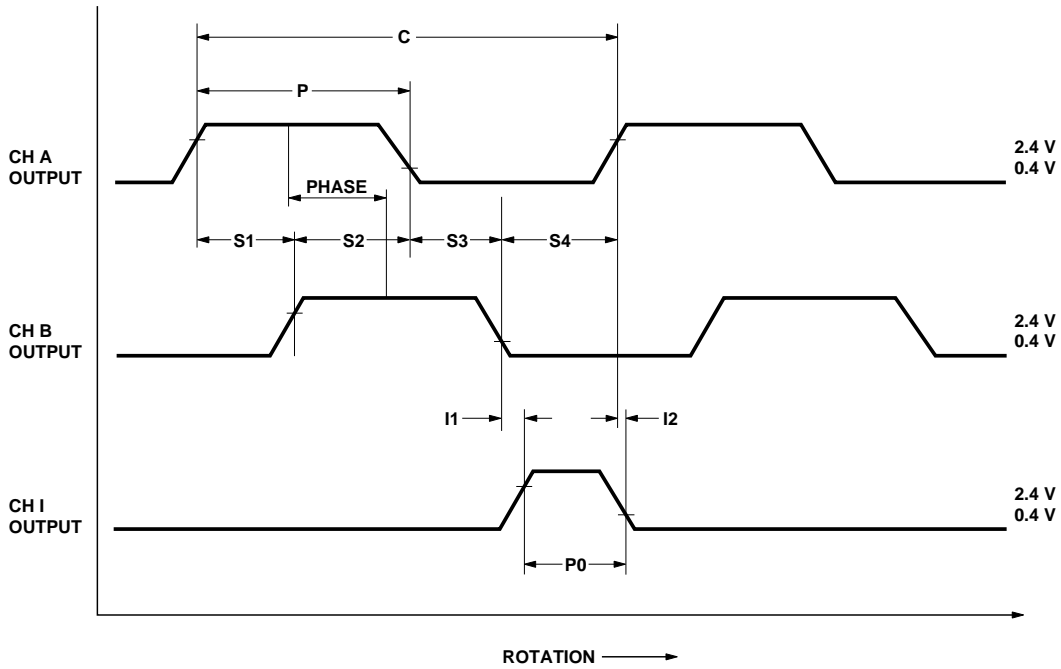 C
P
CH A
OUTPUT
2.4 V
0.4 V
PHASE
S1
S2
S3
S4
CH B
OUTPUT
2.4 V
0.4 V
I1
I2
CH I
OUTPUT
2.4 V
0.4 V
P0
ROTATION